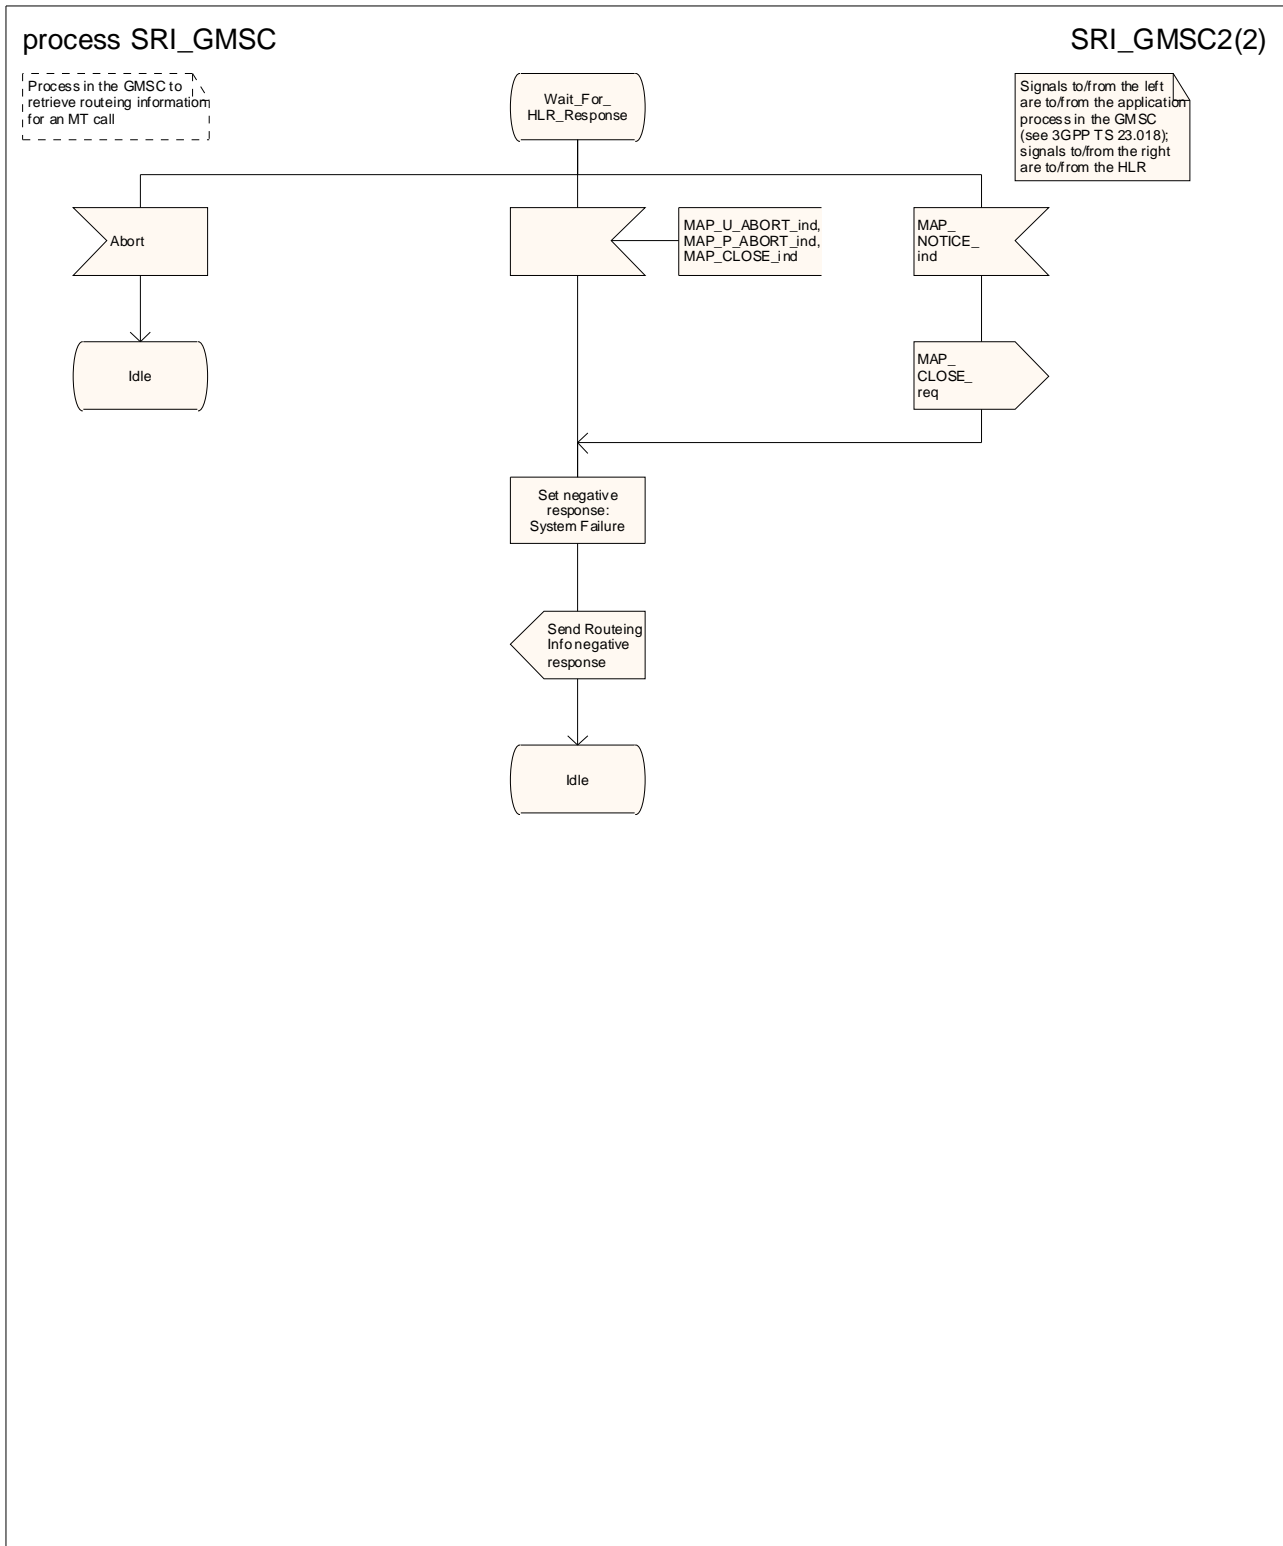 process SRI_GMSC
SRI_GMSC2(2)
Process in the GMSC to
retrieve routeing information
for an MT call
Wait_For_
HLR_Response
Signals to/from the left
are to/from the application
process in the GMSC
(see 3GPP TS 23.018);
signals to/from the right
are to/from the HLR
Abort
MAP_U_ABORT_ind,
MAP_P_ABORT_ind,
MAP_CLOSE_ind
MAP_
NOTICE_
ind
Idle
MAP_
CLOSE_
req
Set negative
response:
System Failure
Send Routeing
Info negative
response
Idle